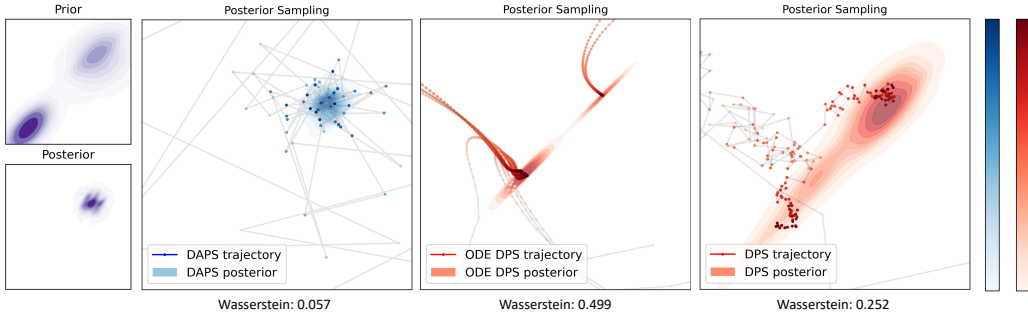 Prior
Posterior
Posterior Sampling
DAPS trajectory
DAPS posterior
Wasserstein: 0.057
Posterior Sampling
ODE DPS trajectory
ODE DPS posterior
Wasserstein: 0.499
Posterior Sampling
DPS trajectory
DPS posterior
Wasserstein: 0.252